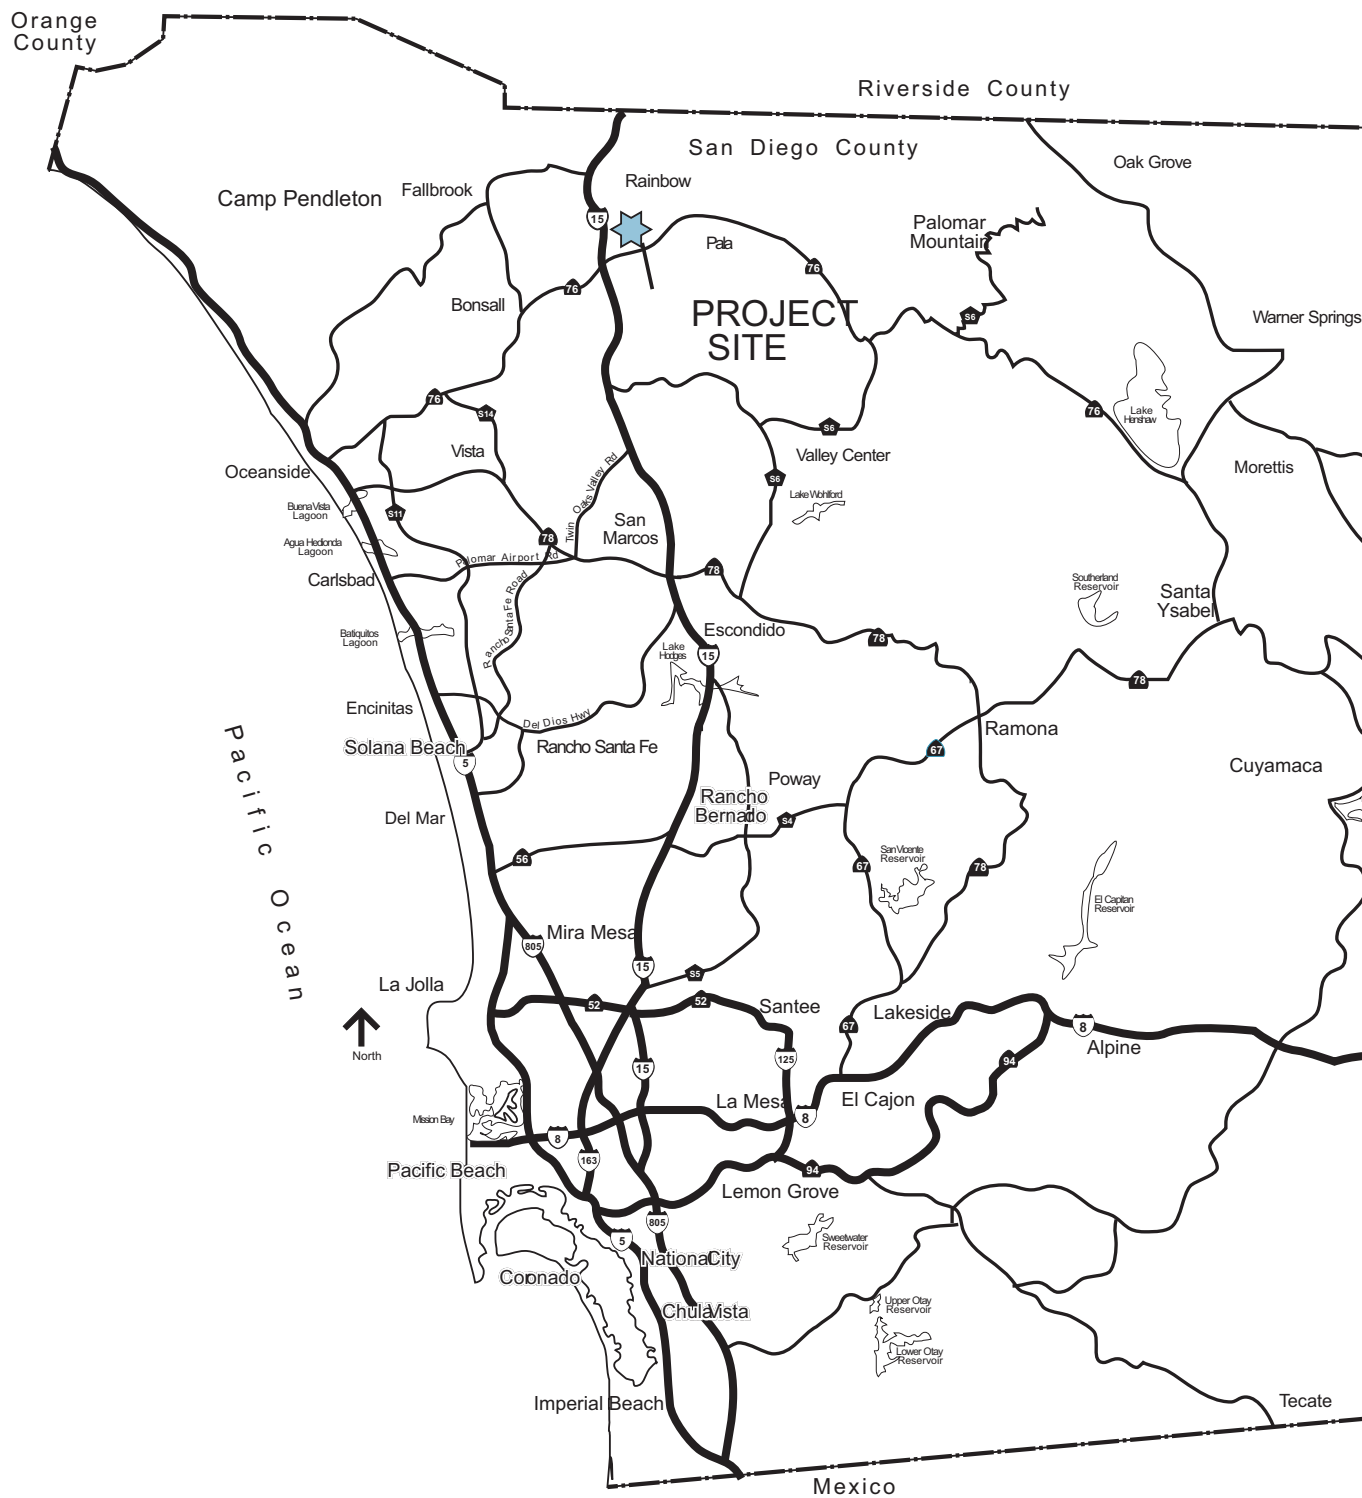 Orange
County
Riverside County
San Diego County
Oak Grove
Rainbow
Fallbrook
Camp Pendleton
15
Palomar
Mountain
Pala
76
76
Bonsall
PROJECT
SITE
S6
Warner Springs
76
S14
76
Lake
Henshaw
S6
Vista
Valley Center
Morettis
Oceanside
S6
Buena Vista
Lagoon
Lake Wohlford
S11
Twin Oaks Valley Rd
San
Marcos
78
Agua Hedionda
Lagoon
Palomar Airport Rd
Carlsbad
78
Southerland
Reservoir
Santa
Ysabel
Rancho Santa Fe Road
Batiquitos
Lagoon
Escondido
78
Lake
Hodges
15
78
Encinitas
Del Dios Hwy
Ramona
Solana Beach
Rancho Santa Fe
67
5
Cuyamaca
Poway
Rancho
Bernado
Del Mar
S4
56
San Vicente
Reservoir
67
78
El Capitan
Reservoir
Pacific Ocean
Mira Mesa
805
15
S5
La Jolla
52
52
Santee
Lakeside
67
8
Alpine
North
125
15
94
La Mesa
El Cajon
8
Mission Bay
8
163
Pacific Beach
94
Lemon Grove
805
5
Sweetwater
Reservoir
National City
Coronado
Upper Otay
Reservoir
Chula Vista
Lower Otay
Reservoir
Imperial Beach
Tecate
Mexico